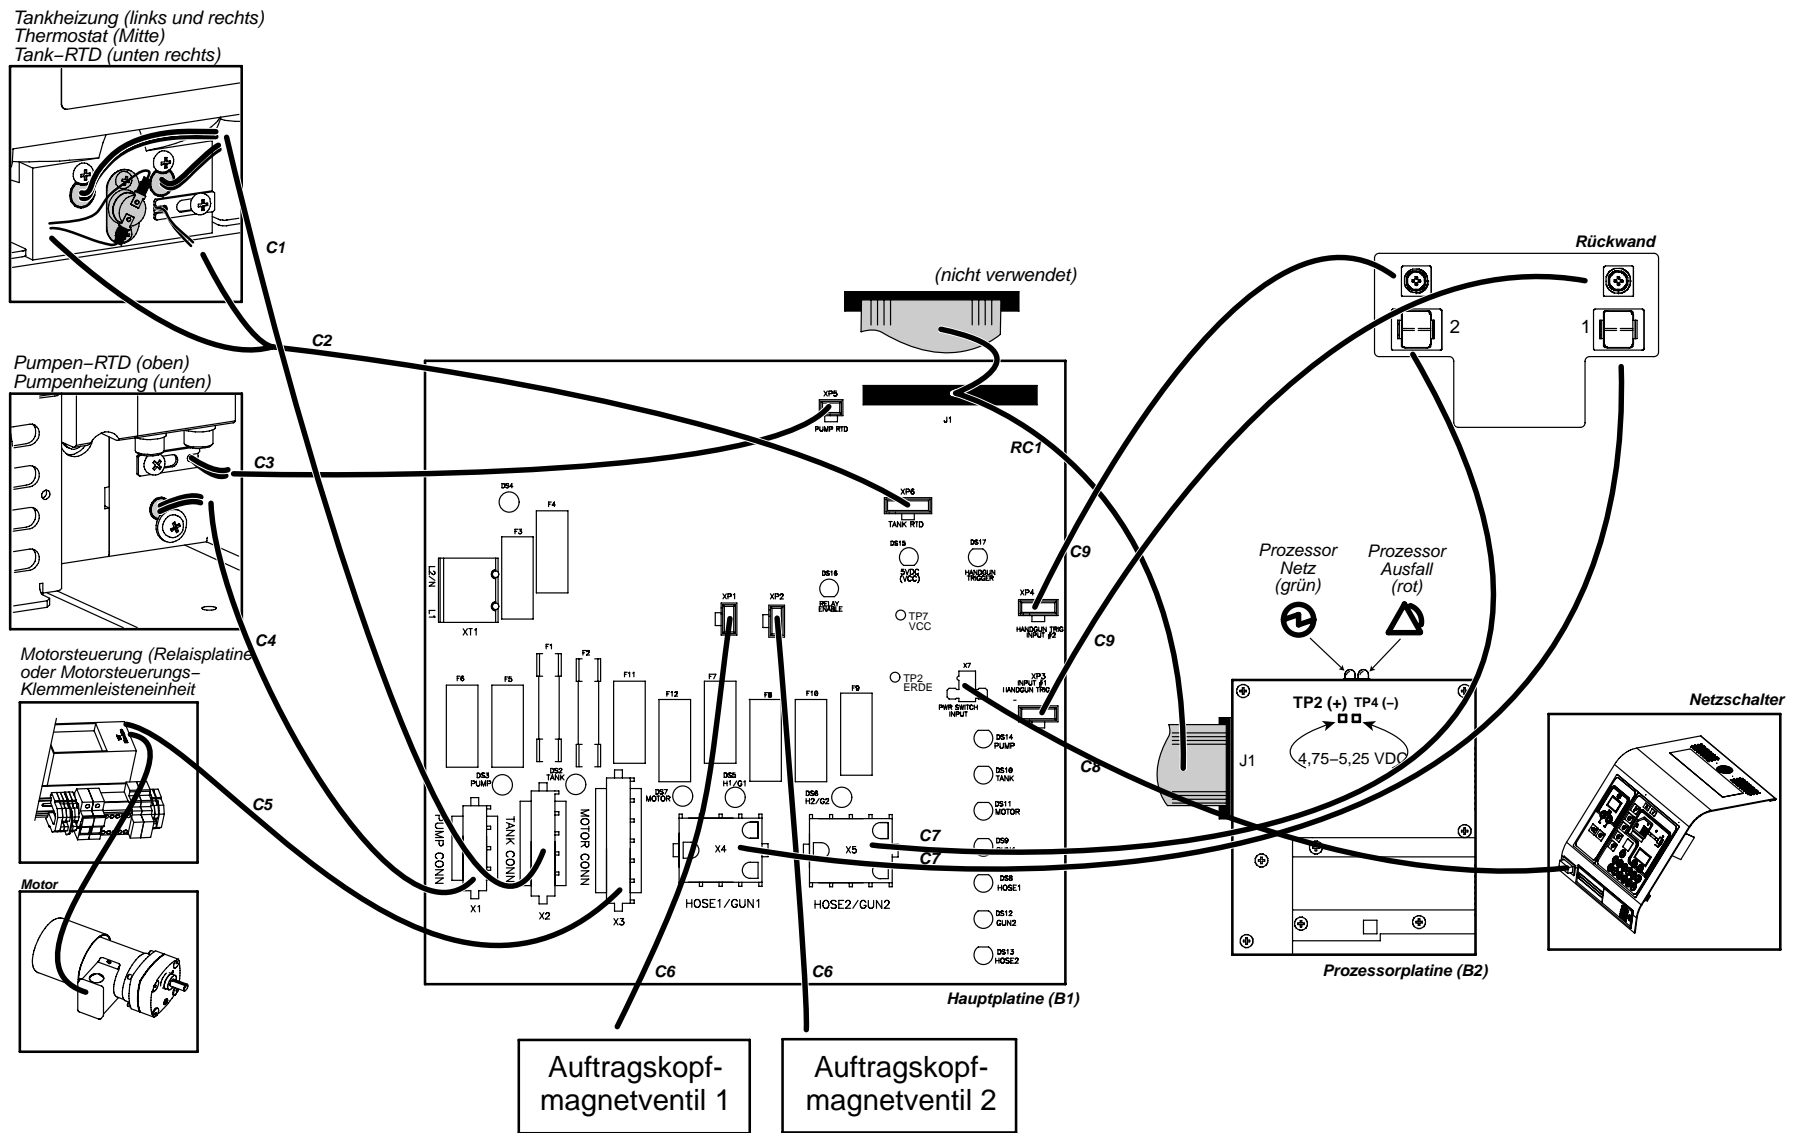 Tankheizung (links und rechts)
Thermostat (Mitte)
Tank–RTD (unten rechts)
C1
C2
Pumpen–RTD (oben)
Pumpenheizung (unten)
C3
C4
Motorsteuerung (Relaisplatine
oder Motorsteuerungs–
Klemmenleisteneinheit
C5
Motor
(nicht verwendet)
XP5
PUMP RTD
J1
RC1
XP6
TANK RTD
DS4
F4
F3
L2/N
L1
XT1
DS15
5VDC
(VCC)
DS17
HANDGUN
TRIGGER
DS16
RELAY
ENABLE
XP1
XP2
TP7
VCC
XP4
HANDGUN TRIG
INPUT #2
C9
C9
TP2
ERDE
X7
PWR SWITCH
INPUT
XP3
INPUT #1
HANDGUN TRIG
F6
F5
F1
F2
F11
F12
F7
F8
F10
F9
DS3
PUMP
DS2
TANK
DS7
MOTOR
DS5
H1/G1
DS6
H2/G2
DS14
PUMP
DS10
TANK
DS11
MOTOR
DS9
DS8
HOSE1
DS12
GUN2
DS13
HOSE2
PUMP CONN
TANK CONN
MOTOR CONN
X1
X2
X3
X4
X5
HOSE1/GUN1
HOSE2/GUN2
C7
C7
C8
C6
C6
Hauptplatine (B1)
Auftragskopf-
magnetventil 1
Auftragskopf-
magnetventil 2
Rückwand
2
1
Prozessor
Netz
(grün)
Prozessor
Ausfall
(rot)
TP2 (+)
TP4 (–)
4,75–5,25 VDC
J1
Prozessorplatine (B2)
Netzschalter